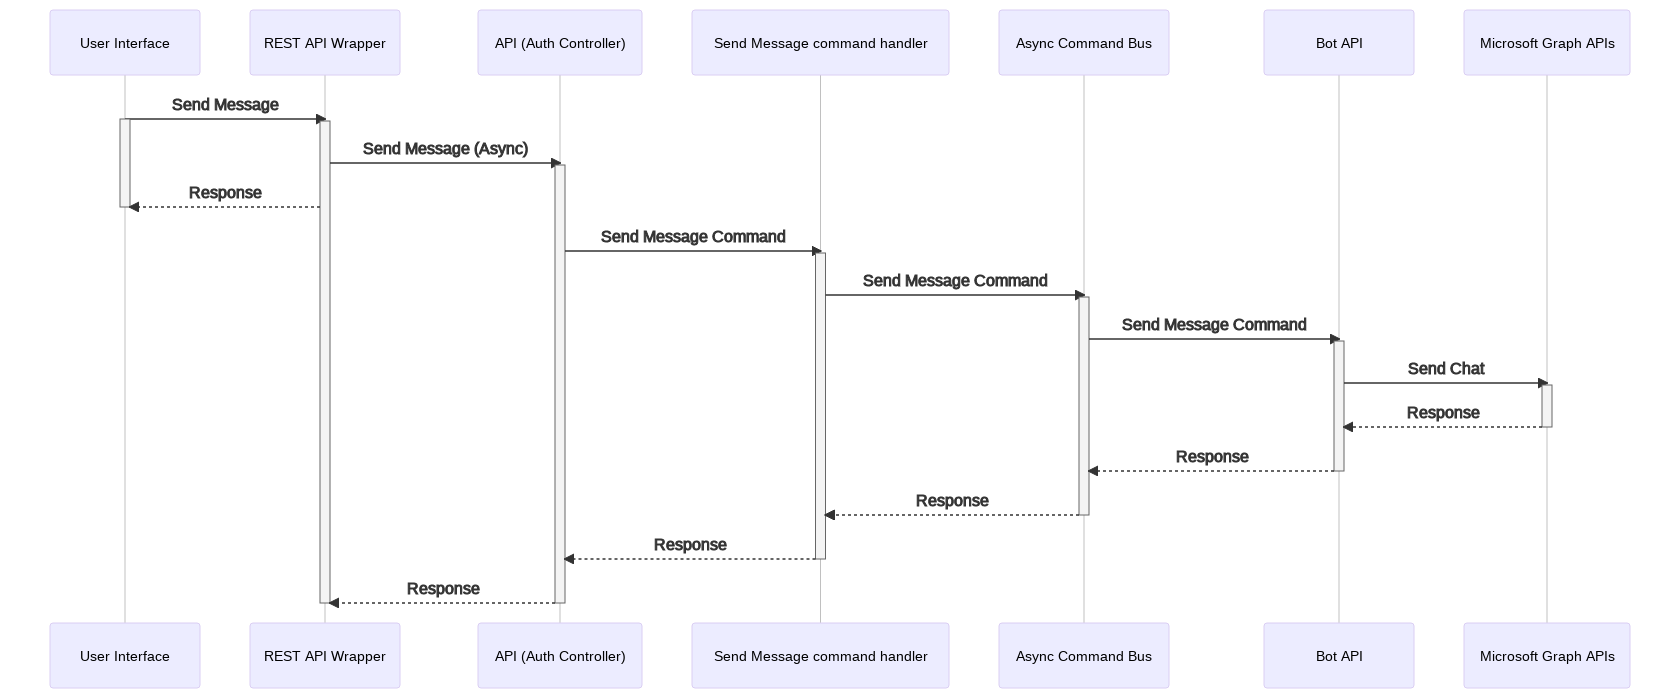 User Interface
REST API Wrapper
API (Auth Controller)
Send Message command handler
Async Command Bus
Bot API
Microsoft Graph APIs
Send Message
Send Message (Async)
Response
Send Message Command
Send Message Command
Send Message Command
Send Chat
Response
Response
Response
Response
Response
User Interface
REST API Wrapper
API (Auth Controller)
Send Message command handler
Async Command Bus
Bot API
Microsoft Graph APIs